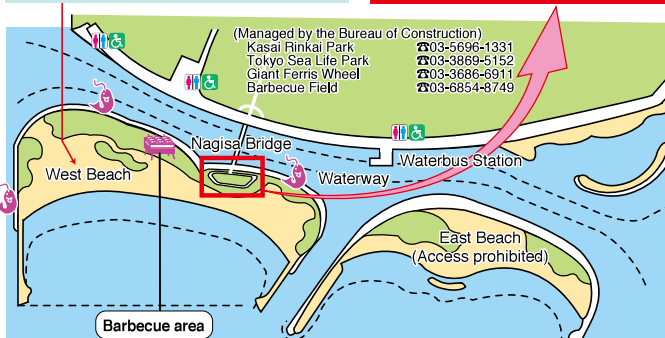 (Managed by the Bureau of Construction)
Kasai Rinkai Park ☎03-5696-1331
Tokyo Sea Life Park ☎03-3869-5152
Giant Ferris Wheel ☎03-3686-6911
Barbecue Field ☎03-6854-8749
Nagisa Bridge
Waterbus Station
West Beach
Waterway
East Beach
(Access prohibited)
Barbecue area